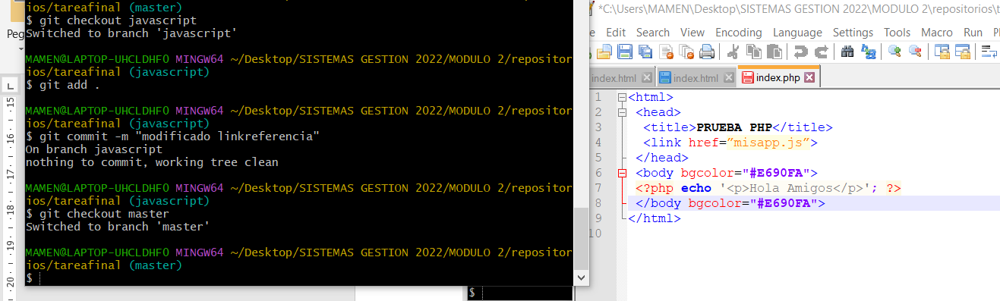 ios/tareafinal (master)
$ git checkout javascript
Switched to branch 'javascript'
MAMEN@LAPTOP-UHCLDHF0 MINGW64 ~/Desktop/SISTEMAS GESTION 2022/MODULO 2/repositor
ios/tareafinal (javascript)
$ git add .
MAMEN@LAPTOP-UHCLDHF0 MINGW64 ~/Desktop/SISTEMAS GESTION 2022/MODULO 2/repositor
ios/tareafinal (javascript)
$ git commit -m "modificado linkreferencia"
On branch javascript
nothing to commit, working tree clean
MAMEN@LAPTOP-UHCLDHF0 MINGW64 ~/Desktop/SISTEMAS GESTION 2022/MODULO 2/repositor
ios/tareafinal (javascript)
$ git checkout master
Switched to branch 'master'
MAMEN@LAPTOP-UHCLDHF0 MINGW64 ~/Desktop/SISTEMAS GESTION 2022/MODULO 2/repositor
ios/tareafinal (master)
$
Peg
L
15
16
17
18
19
20
$
*C:\Users\MAMEN\Desktop\SISTEMAS GESTION 2022\MODULO 2\repositorios\t
e Edit Search View Encoding Language Settings Tools Macro Run Pl
index.html index.html index.php
1 <html>
2 <head>
3 <title>PRUEBA PHP</title>
4 <link href=”misapp.js”>
5 </head>
6 <body bgcolor="#E690FA">
7 <?php echo '<p>Hola Amigos</p>'; ?>
8 </body bgcolor="#E690FA">
9 </html>
10